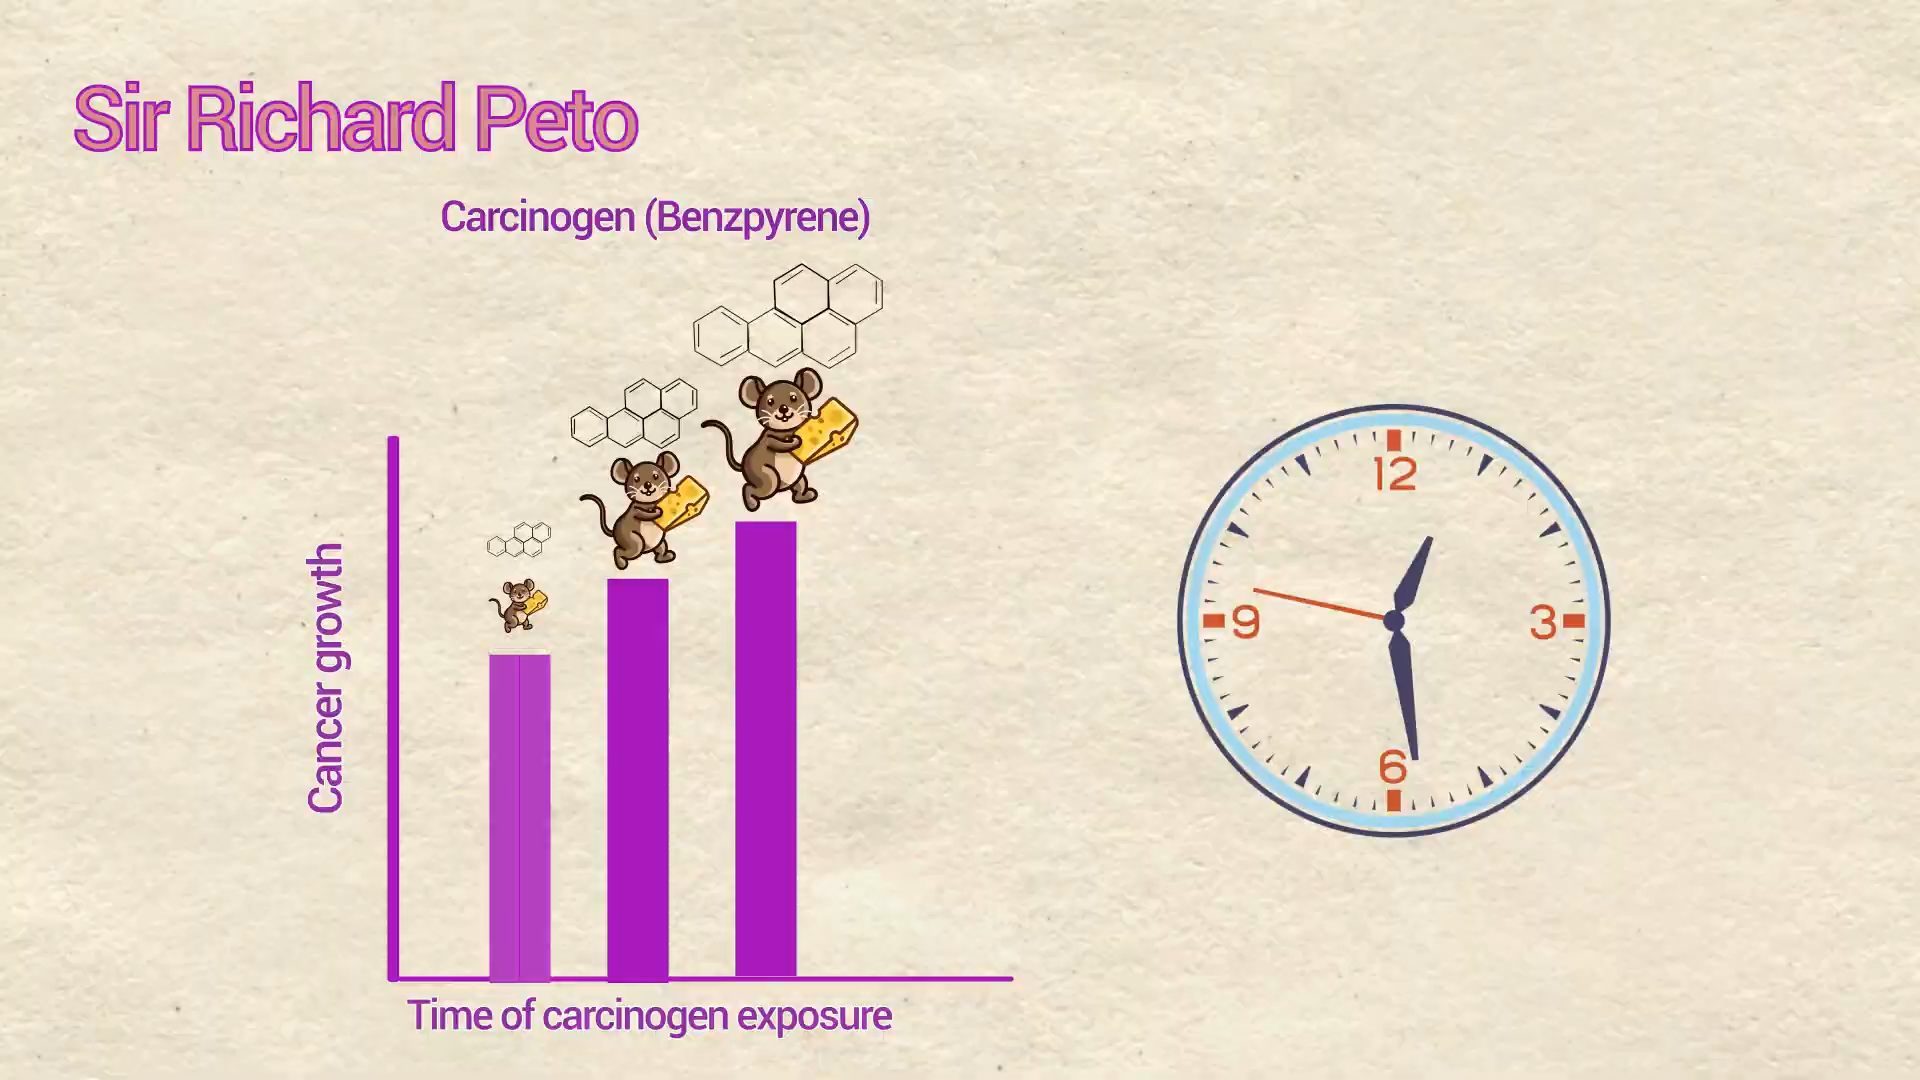 Sir Richard Peto
Carcinogen (Benzpyrene)
Cancer growth
Time of carcinogen exposure
12
9
3
6